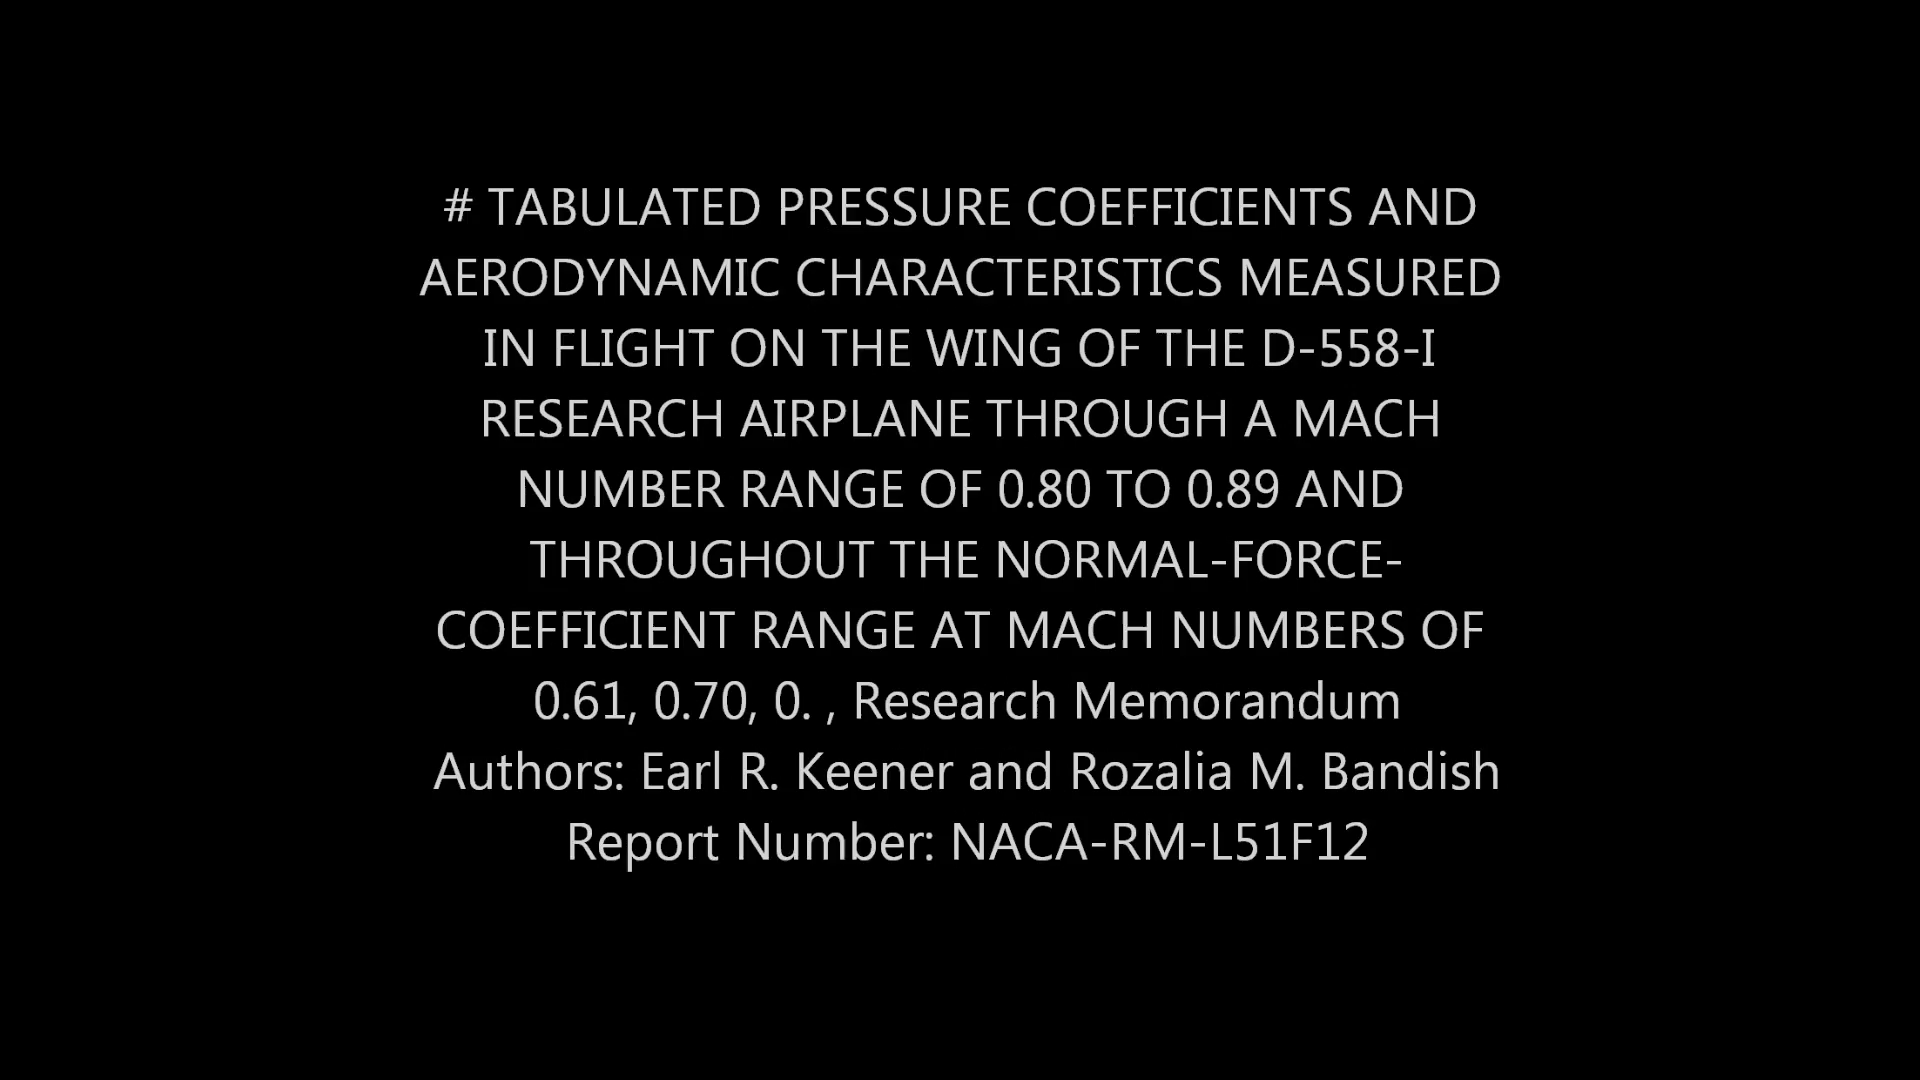 # TABULATED PRESSURE COEFFICIENTS AND
AERODYNAMIC CHARACTERISTICS MEASURED
IN FLIGHT ON THE WING OF THE D-558-I
RESEARCH AIRPLANE THROUGH A MACH
NUMBER RANGE OF 0.80 TO 0.89 AND
THROUGHOUT THE NORMAL-FORCE-
COEFFICIENT RANGE AT MACH NUMBERS OF
0.61, 0.70, 0. , Research Memorandum
Authors: Earl R. Keener and Rozalia M. Bandish
Report Number: NACA-RM-L51F12